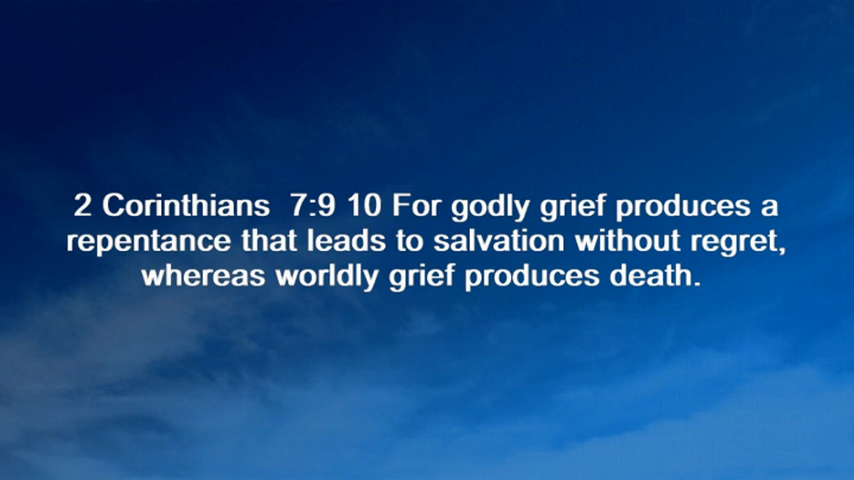 2 Corinthians  7:9 10 For godly grief produces a
repentance that leads to salvation without regret,
whereas worldly grief produces death.